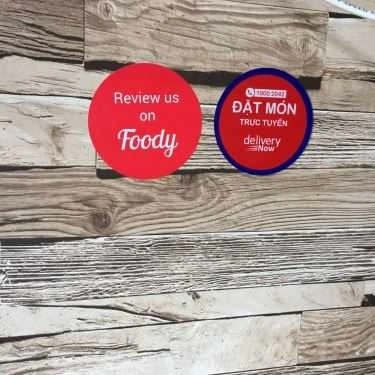 Review us
on
Foody
1900 2042
ĐẶT MÓN
TRỰC TUYẾN
delivery
Now